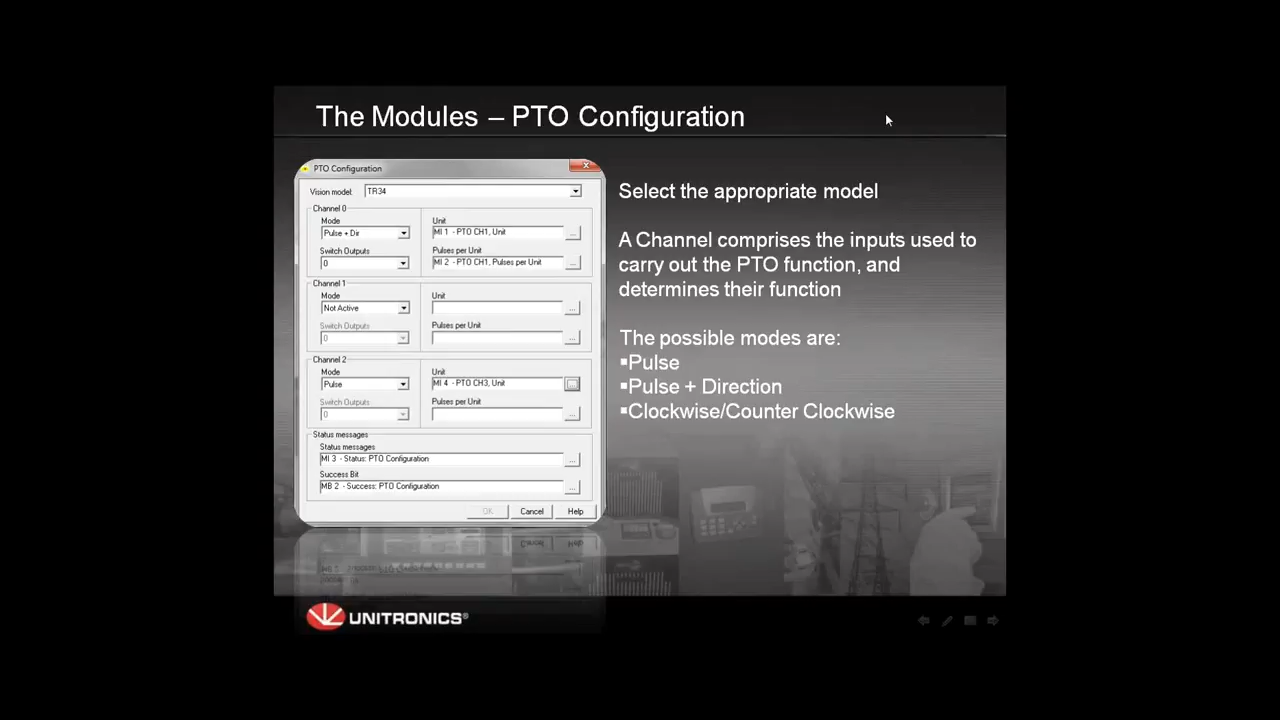 The Modules – PTO Configuration
PTO Configuration
Vision model: TR34
Channel 0
Mode Unit
Pulse + Dir MI 1 - PTO CH1, Unit ...
Switch Outputs Pulses per Unit
0 MI 2 - PTO CH1, Pulses per Unit ...
Channel 1
Mode Unit
Not Active ...
Switch Outputs Pulses per Unit
0 ...
Channel 2
Mode Unit
Pulse MI 4 - PTO CH3, Unit ...
Switch Outputs Pulses per Unit
0 ...
Status messages
Status messages
MI 3 - Status: PTO Configuration ...
Success Bit
MB 2 - Success: PTO Configuration ...
OK Cancel Help
Select the appropriate model
A Channel comprises the inputs used to
carry out the PTO function, and
determines their function
The possible modes are:
▪Pulse
▪Pulse + Direction
▪Clockwise/Counter Clockwise
UNITRONICS®